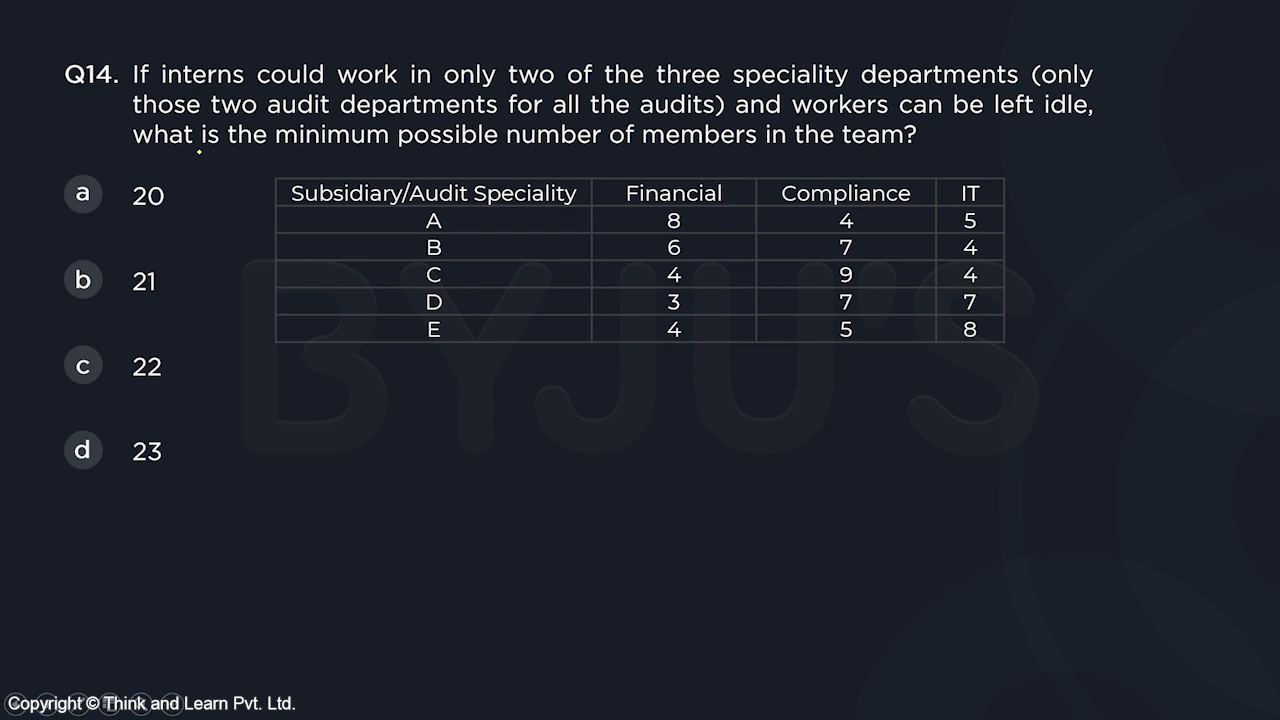 Q14. If interns could work in only two of the three speciality departments (only
those two audit departments for all the audits) and workers can be left idle,
what is the minimum possible number of members in the team?
a 20
b 21
c 22
d 23
Subsidiary/Audit Speciality Financial Compliance IT
A 8 4 5
B 6 7 4
C 4 9 4
D 3 7 7
E 4 5 8
BYJU'S
Copyright © Think and Learn Pvt. Ltd.